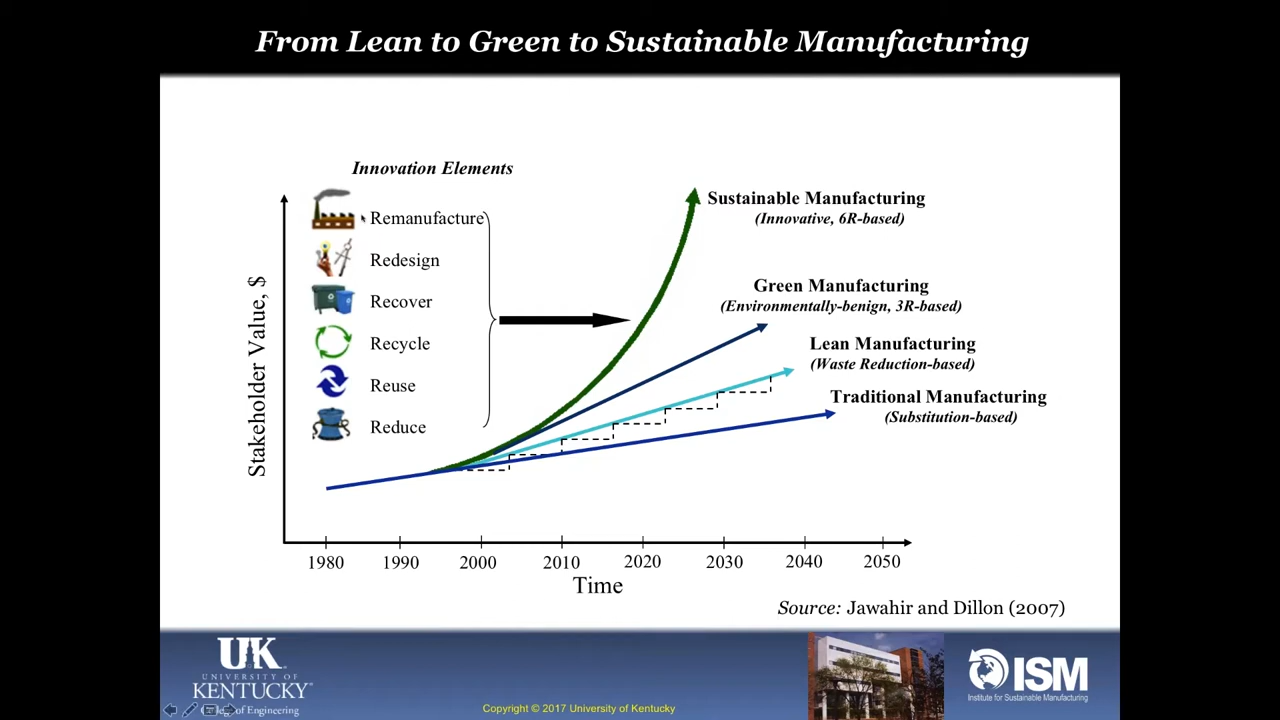 From Lean to Green to Sustainable Manufacturing
Innovation Elements
Remanufacture
Redesign
Recover
Recycle
Reuse
Reduce
Stakeholder Value, $
Sustainable Manufacturing
(Innovative, 6R-based)
Green Manufacturing
(Environmentally-benign, 3R-based)
Lean Manufacturing
(Waste Reduction-based)
Traditional Manufacturing
(Substitution-based)
1980 1990 2000 2010 2020 2030 2040 2050
Time
Source: Jawahir and Dillon (2007)
UK
UNIVERSITY OF
KENTUCKY
College of Engineering
Copyright © 2017 University of Kentucky
ISM
Institute for Sustainable Manufacturing